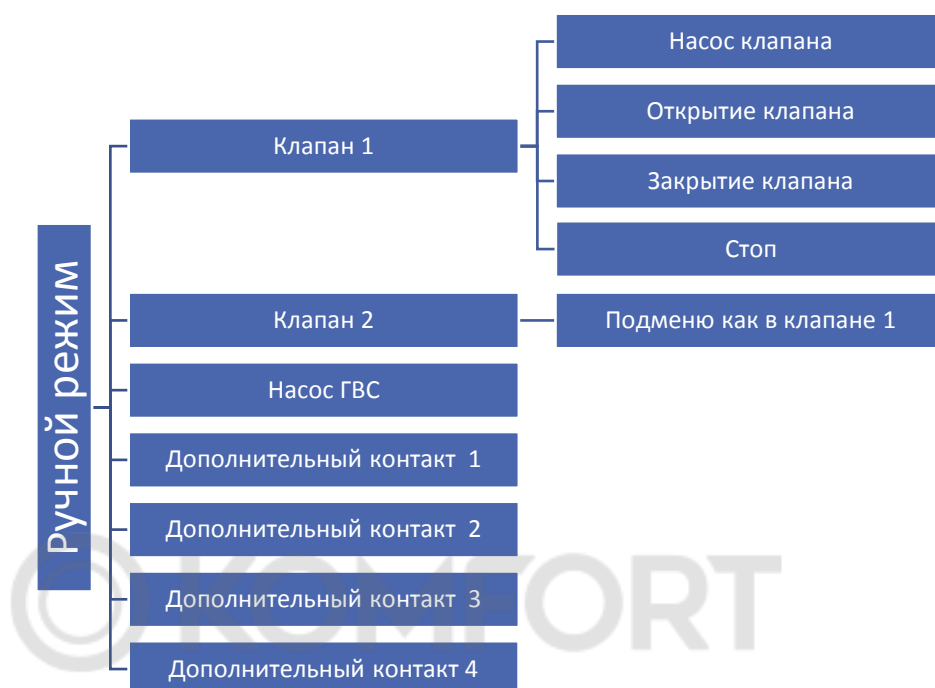 Ручной режим
Клапан 1
Насос клапана
Открытие клапана
Закрытие клапана
Стоп
Клапан 2
Подменю как в клапане 1
Насос ГВС
Дополнительный контакт 1
Дополнительный контакт 2
Дополнительный контакт 3
Дополнительный контакт 4
KOMFORT